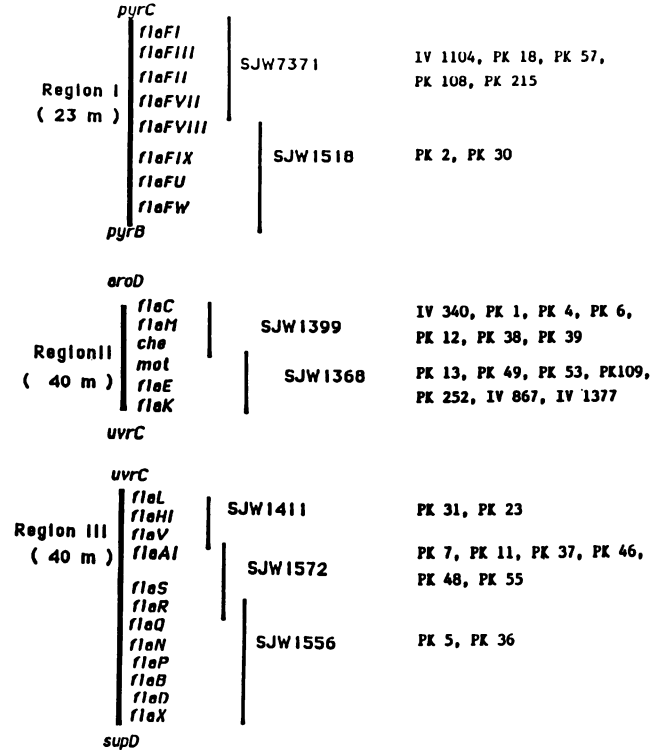 pyrC
flaFI
flaFIII
flaFII
flaFVII
flaFVIII
flaFIX
flaFU
flaFW
pyrB
Region I
( 23 m )
SJW7371
IV 1104, PK 18, PK 57,
PK 108, PK 215
SJW1518
PK 2, PK 30
aroD
flaC
flaM
che
mot
flaE
flaK
uvrC
RegionII
( 40 m )
SJW1399
IV 340, PK 1, PK 4, PK 6,
PK 12, PK 38, PK 39
SJW1368
PK 13, PK 49, PK 53, PK109,
PK 252, IV 867, IV 1377
uvrC
flaL
flaHI
flaV
flaAI
flaS
flaR
flaQ
flaN
flaP
flaB
flaD
flaX
supD
Region III
( 40 m )
SJW1411
PK 31, PK 23
SJW1572
PK 7, PK 11, PK 37, PK 46,
PK 48, PK 55
SJW1556
PK 5, PK 36